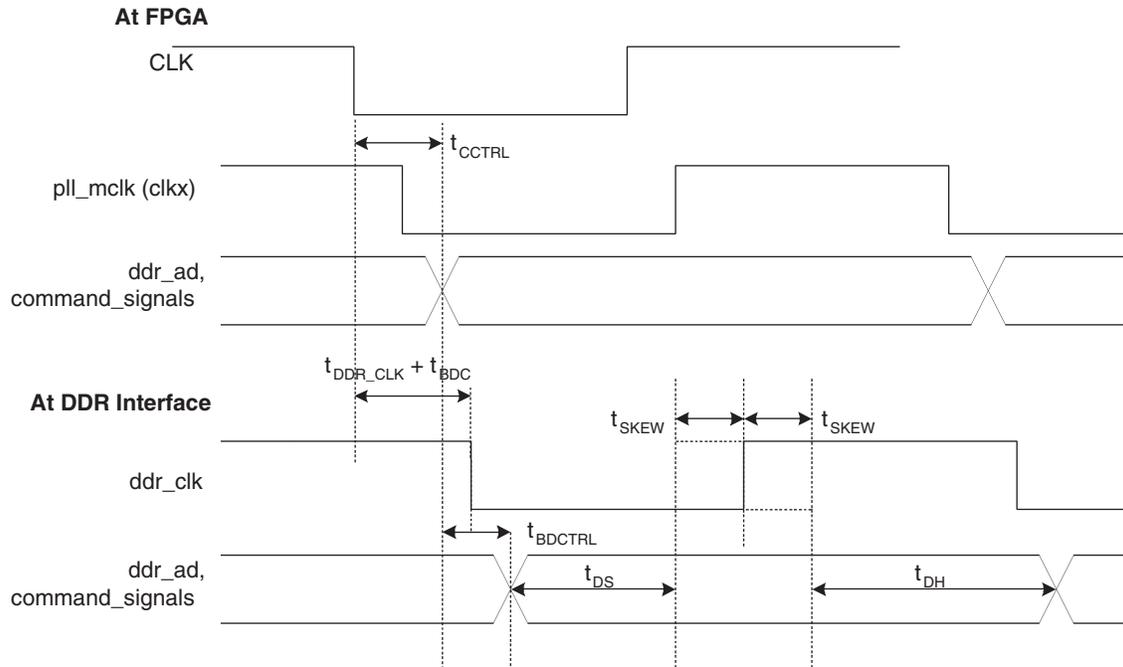 At FPGA
CLK
tCCTRL
pll_mclk (clkx)
ddr_ad,
command_signals
tDDR_CLK + tBDC
At DDR Interface
tSKEW
tSKEW
ddr_clk
tBDCTRL
ddr_ad,
command_signals
tDS
tDH